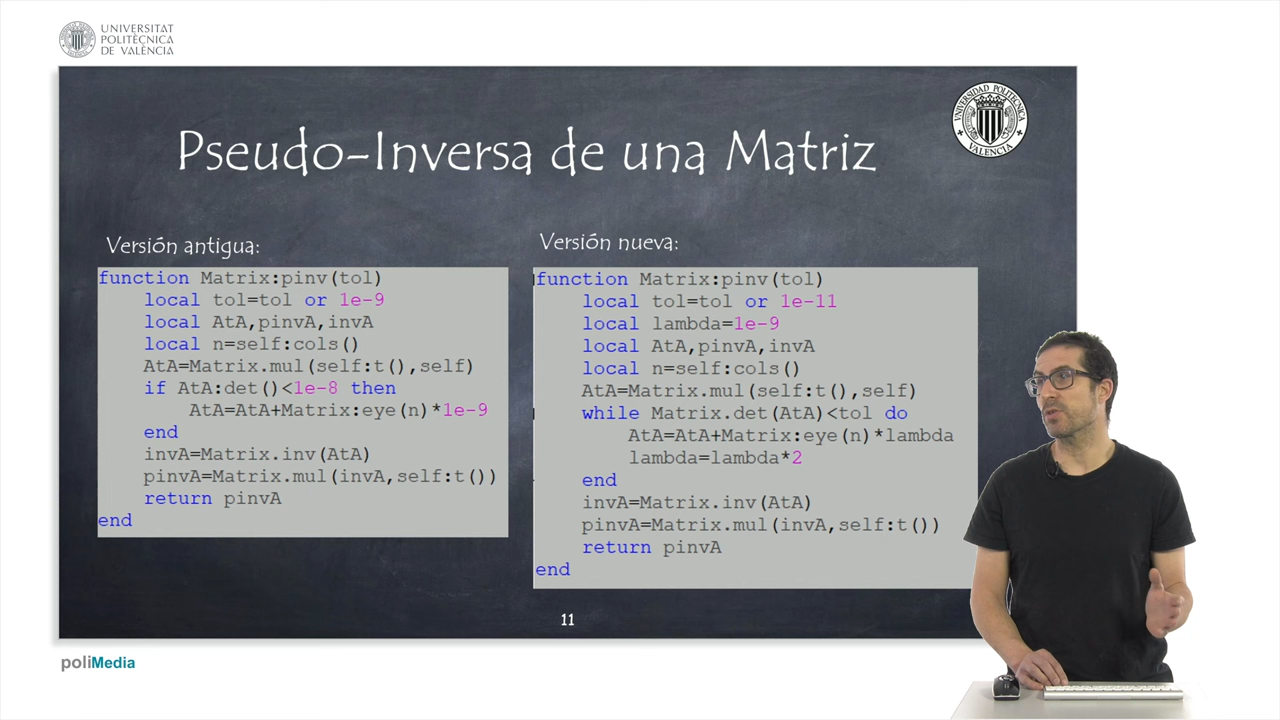 UNIVERSITAT
POLITÈCNICA
DE VALÈNCIA
UNIVERSIDAD POLITECNICA
VALENCIA
Pseudo-Inversa de una Matriz
Versión antigua:
function Matrix:pinv(tol)
local tol=tol or 1e-9
local AtA,pinvA,invA
local n=self:cols()
AtA=Matrix.mul(self:t(),self)
if AtA:det()<1e-8 then
AtA=AtA+Matrix:eye(n)*1e-9
end
invA=Matrix.inv(AtA)
pinvA=Matrix.mul(invA,self:t())
return pinvA
end
Versión nueva:
function Matrix:pinv(tol)
local tol=tol or 1e-11
local lambda=1e-9
local AtA,pinvA,invA
local n=self:cols()
AtA=Matrix.mul(self:t(),self)
while Matrix.det(AtA)<tol do
AtA=AtA+Matrix:eye(n)*lambda
lambda=lambda*2
end
invA=Matrix.inv(AtA)
pinvA=Matrix.mul(invA,self:t())
return pinvA
end
11
poliMedia